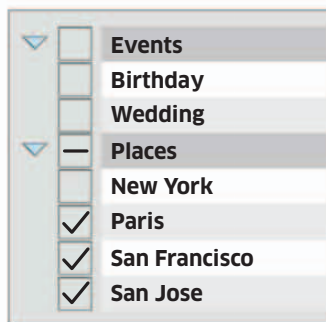 Events
Birthday
Wedding
Places
New York
Paris
San Francisco
San Jose